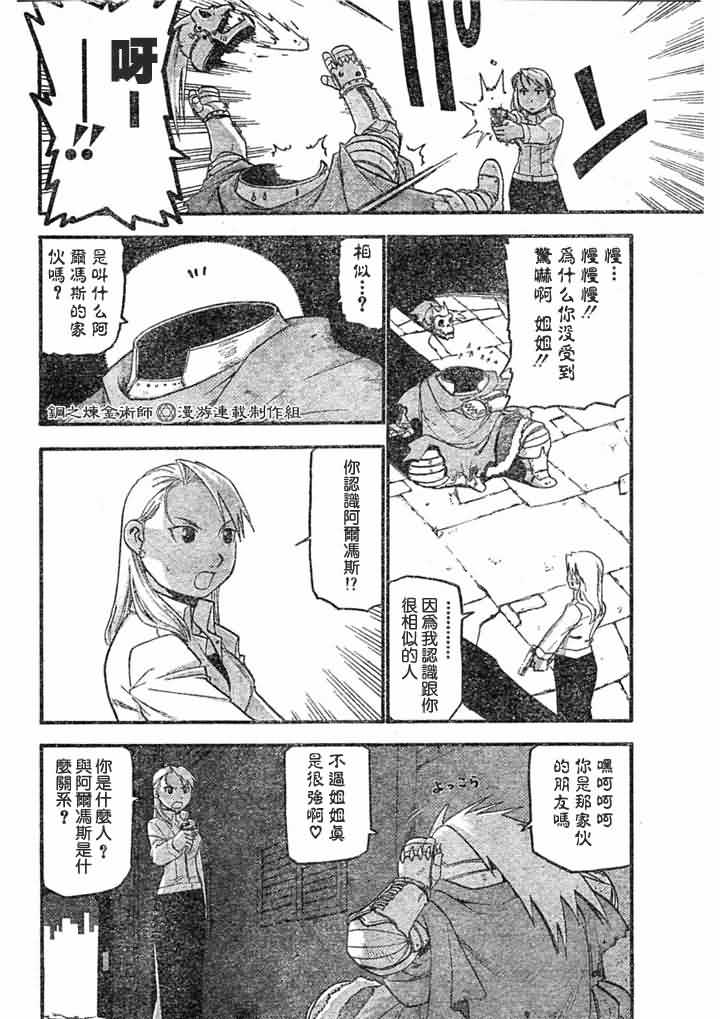 呀——!!
慢…
慢慢慢!!
為什么你没受到
驚嚇啊 姐姐!!
…………
因為我認識跟你
很相似的人
相似…?
是叫什么阿
爾馮斯的家
伙嗎?
鋼之煉金術師 漫游連載制作組
你認識阿爾馮斯!?
嘿呵呵呵
你是那家伙
的朋友嗎
よっこら
不過姐姐真
是很強啊♡
你是什麼人?
與阿爾馮斯是什
麼關系?